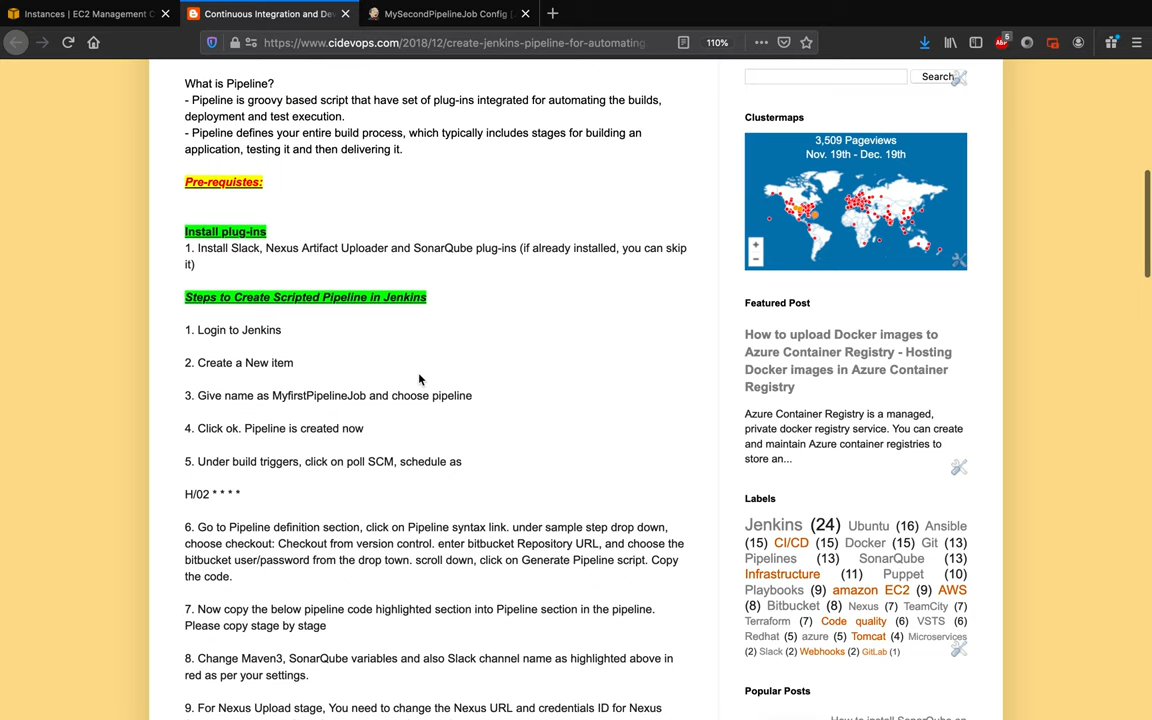 Instances | EC2 Management C
Continuous Integration and De
MySecondPipelineJob Config [
https://www.cidevops.com/2018/12/create-jenkins-pipeline-for-automating
110%
5
What is Pipeline?
- Pipeline is groovy based script that have set of plug-ins integrated for automating the builds,
deployment and test execution.
- Pipeline defines your entire build process, which typically includes stages for building an
application, testing it and then delivering it.
Pre-requistes:
Install plug-ins
1. Install Slack, Nexus Artifact Uploader and SonarQube plug-ins (if already installed, you can skip
it)
Steps to Create Scripted Pipeline in Jenkins
1. Login to Jenkins
2. Create a New item
3. Give name as MyfirstPipelineJob and choose pipeline
4. Click ok. Pipeline is created now
5. Under build triggers, click on poll SCM, schedule as
H/02 * * * *
6. Go to Pipeline definition section, click on Pipeline syntax link. under sample step drop down,
choose checkout: Checkout from version control. enter bitbucket Repository URL, and choose the
bitbucket user/password from the drop town. scroll down, click on Generate Pipeline script. Copy
the code.
7. Now copy the below pipeline code highlighted section into Pipeline section in the pipeline.
Please copy stage by stage
8. Change Maven3, SonarQube variables and also Slack channel name as highlighted above in
red as per your settings.
9. For Nexus Upload stage, You need to change the Nexus URL and credentials ID for Nexus
Search
Clustermaps
3,509 Pageviews
Nov. 19th - Dec. 19th
+
−
Featured Post
How to upload Docker images to
Azure Container Registry - Hosting
Docker images in Azure Container
Registry
Azure Container Registry is a managed,
private docker registry service. You can create
and maintain Azure container registries to
store an...
Labels
Jenkins (24) Ubuntu (16) Ansible
(15) CI/CD (15) Docker (15) Git (13)
Pipelines (13) SonarQube (13)
Infrastructure (11) Puppet (10)
Playbooks (9) amazon EC2 (9) AWS
(8) Bitbucket (8) Nexus (7) TeamCity (7)
Terraform (7) Code quality (6) VSTS (6)
Redhat (5) azure (5) Tomcat (4) Microservices
(2) Slack (2) Webhooks (2) GitLab (1)
Popular Posts